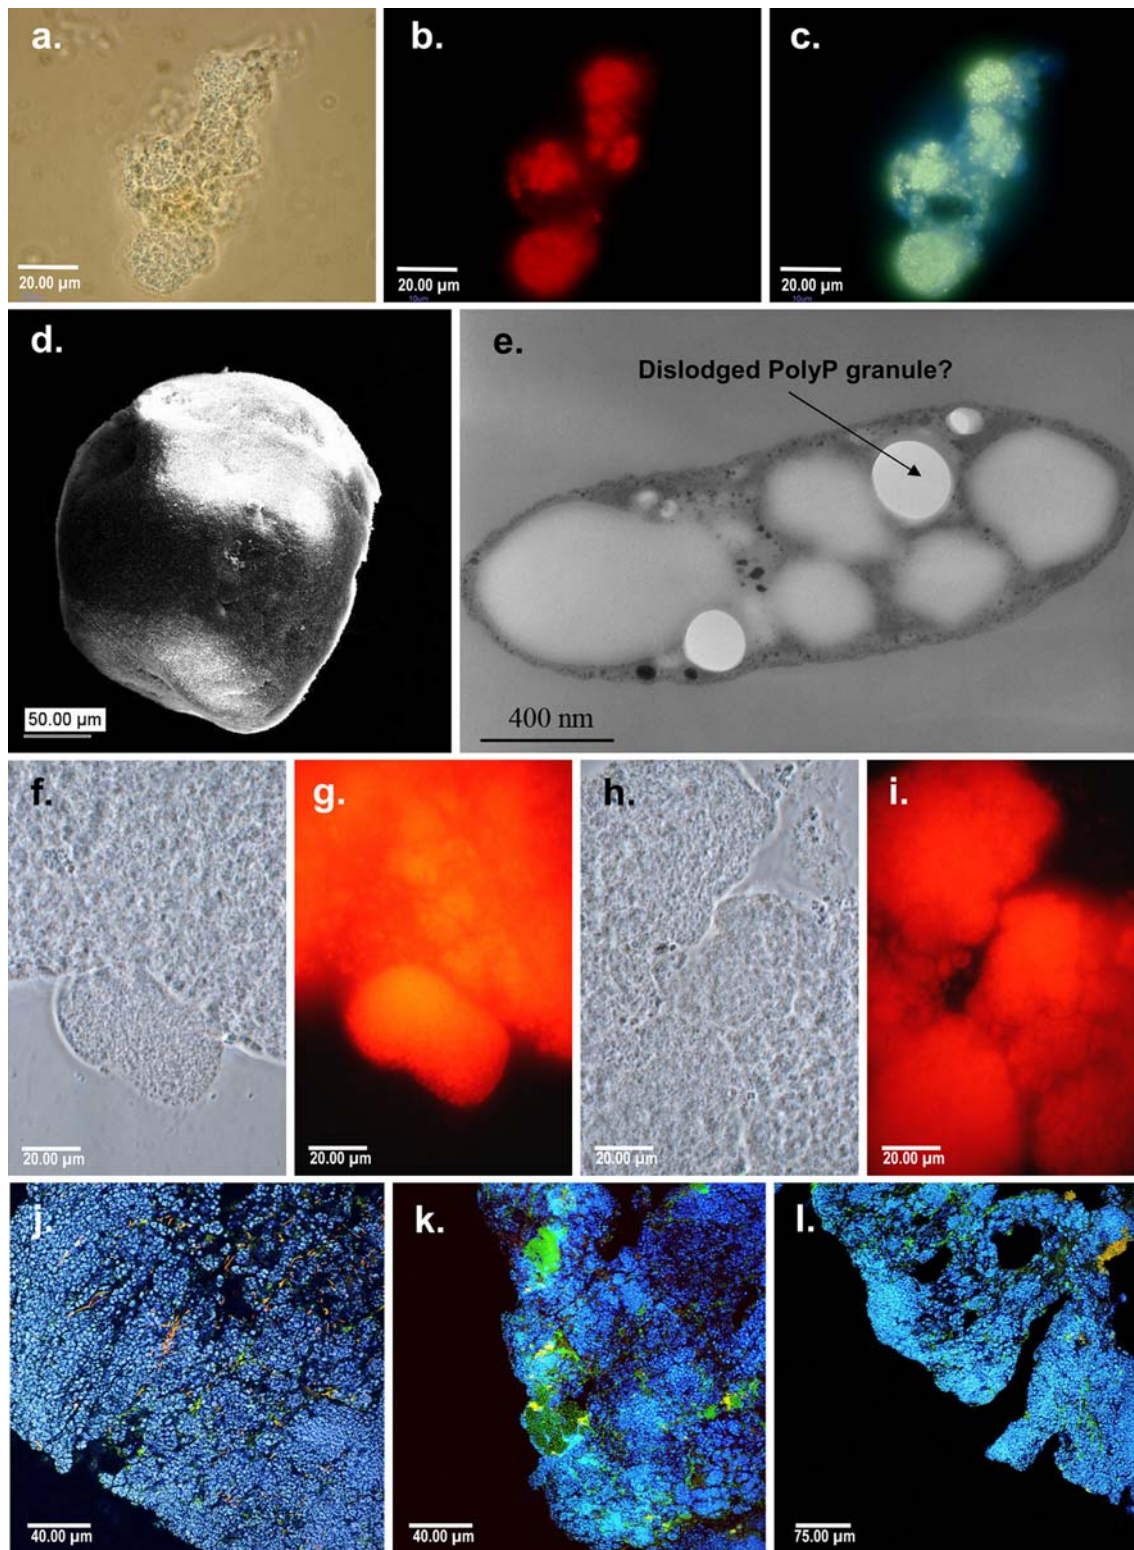 a.
b.
c.
20.00 µm
20.00 µm
20.00 µm
10µm
10µm
d.
e.
Dislodged PolyP granule?
50.00 µm
400 nm
f.
g.
h.
i.
20.00 µm
20.00 µm
20.00 µm
20.00 µm
j.
k.
l.
40.00 µm
40.00 µm
75.00 µm